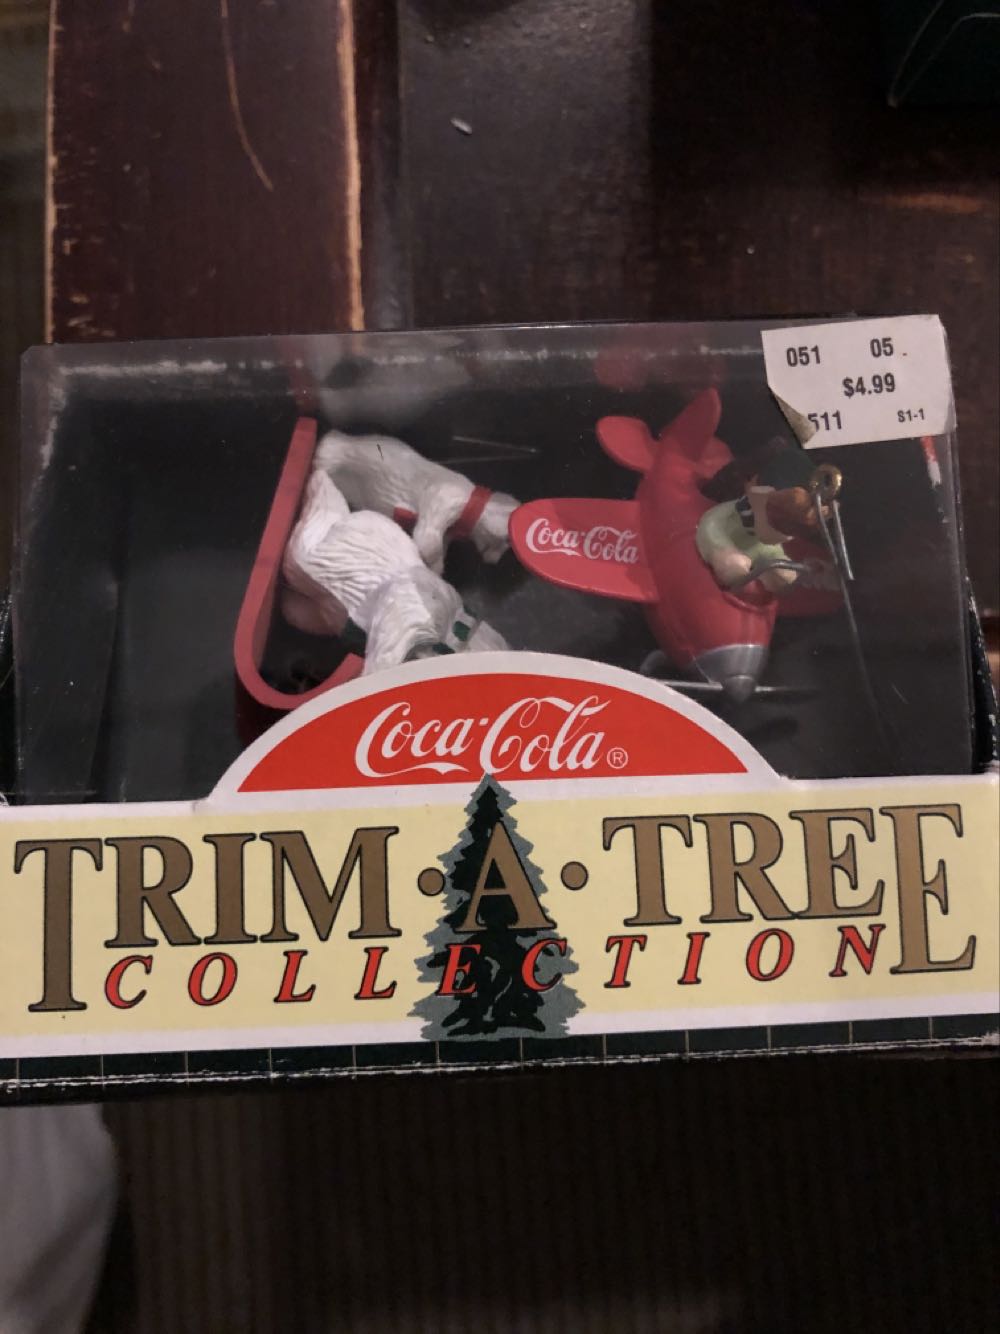 051 05
$4.99
511 S1-1
Coca-Cola
Coca-Cola®
TRIM·A·TREE
COLLECTION